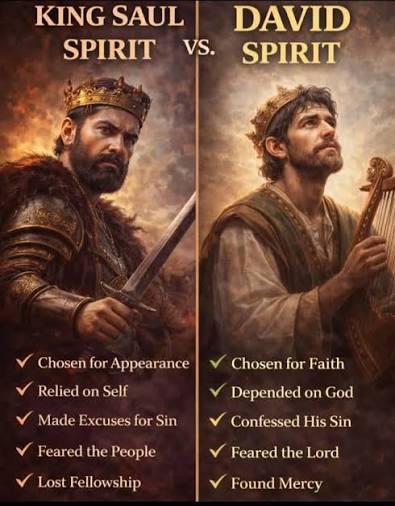 KING SAUL
SPIRIT
VS.
DAVID
SPIRIT
Chosen for Appearance
Relied on Self
Made Excuses for Sin
Feared the People
Lost Fellowship
Chosen for Faith
Depended on God
Confessed His Sin
Feared the Lord
Found Mercy